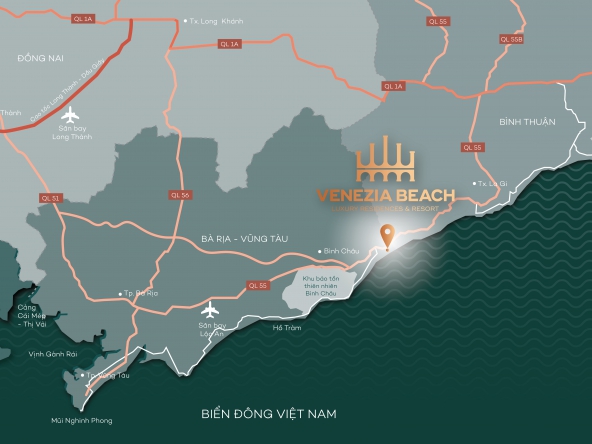 QL 1A
Tx. Long Khánh
QL 55
QL 1A
QL 55B
ĐỒNG NAI
Cao tốc Long Thành - Dầu Giây
QL 1A
Thành
Sân bay
Long Thành
BÌNH THUẬN
QL 55
VENEZIA BEACH
LUXURY RESIDENCES & RESORT
Tx. La Gi
QL 51
QL 56
BÀ RỊA - VŨNG TÀU
Bình Châu
Khu bảo tồn
thiên nhiên
Bình Châu
QL 55
Tp. Bà Rịa
Cảng
Cái Mép
- Thị Vải
Sân bay
Lộc An
Hồ Tràm
Vịnh Gành Rái
Tp. Vũng Tàu
Mũi Nghinh Phong
BIỂN ĐÔNG VIỆT NAM